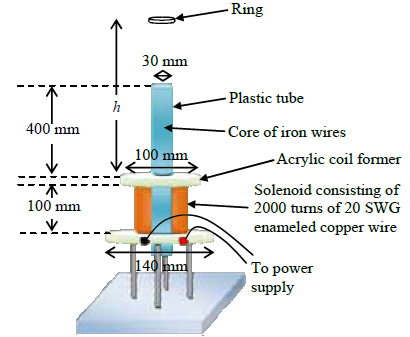 Ring
30 mm
Plastic tube
h
400 mm
Core of iron wires
100 mm
Acrylic coil former
100 mm
Solenoid consisting of
2000 turns of 20 SWG
enameled copper wire
140 mm
To power
supply